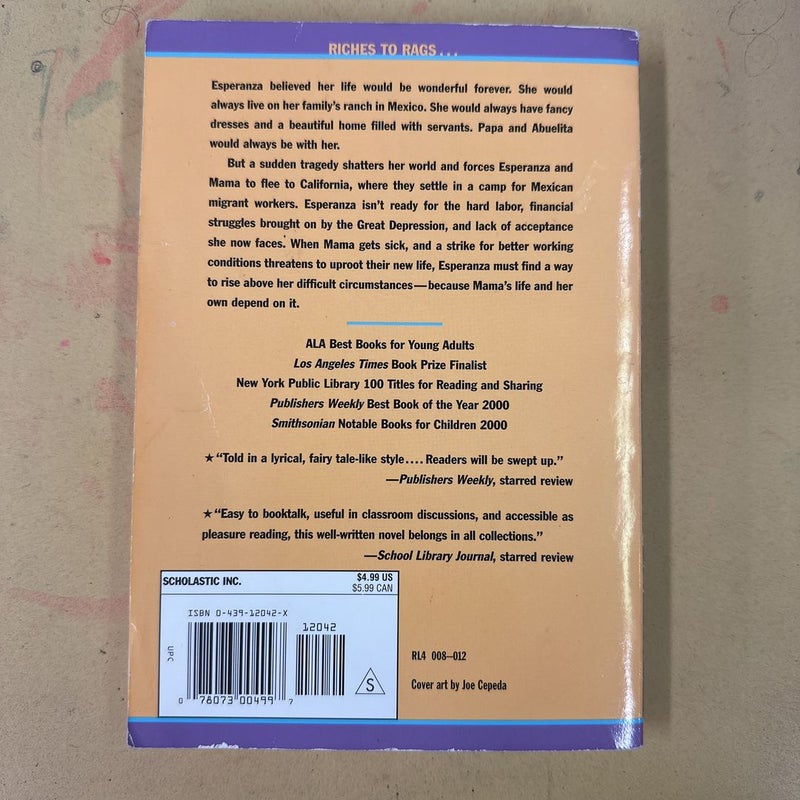 RICHES TO RAGS...
Esperanza believed her life would be wonderful forever. She would
always live on her family's ranch in Mexico. She would always have fancy
dresses and a beautiful home filled with servants. Papa and Abuelita
would always be with her.
But a sudden tragedy shatters her world and forces Esperanza and
Mama to flee to California, where they settle in a camp for Mexican
migrant workers. Esperanza isn't ready for the hard labor, financial
struggles brought on by the Great Depression, and lack of acceptance
she now faces. When Mama gets sick, and a strike for better working
conditions threatens to uproot their new life, Esperanza must find a way
to rise above her difficult circumstances—because Mama's life and her
own depend on it.
ALA Best Books for Young Adults
Los Angeles Times Book Prize Finalist
New York Public Library 100 Titles for Reading and Sharing
Publishers Weekly Best Book of the Year 2000
Smithsonian Notable Books for Children 2000
★ "Told in a lyrical, fairy tale-like style....Readers will be swept up."
—Publishers Weekly, starred review
★ "Easy to booktalk, useful in classroom discussions, and accessible as
pleasure reading, this well-written novel belongs in all collections."
—School Library Journal, starred review
SCHOLASTIC INC.
$4.99 US
$5.99 CAN
ISBN 0-439-12042-X
12042
UPC
S
0 78073 00499 7
RL4 008–012
Cover art by Joe Cepeda